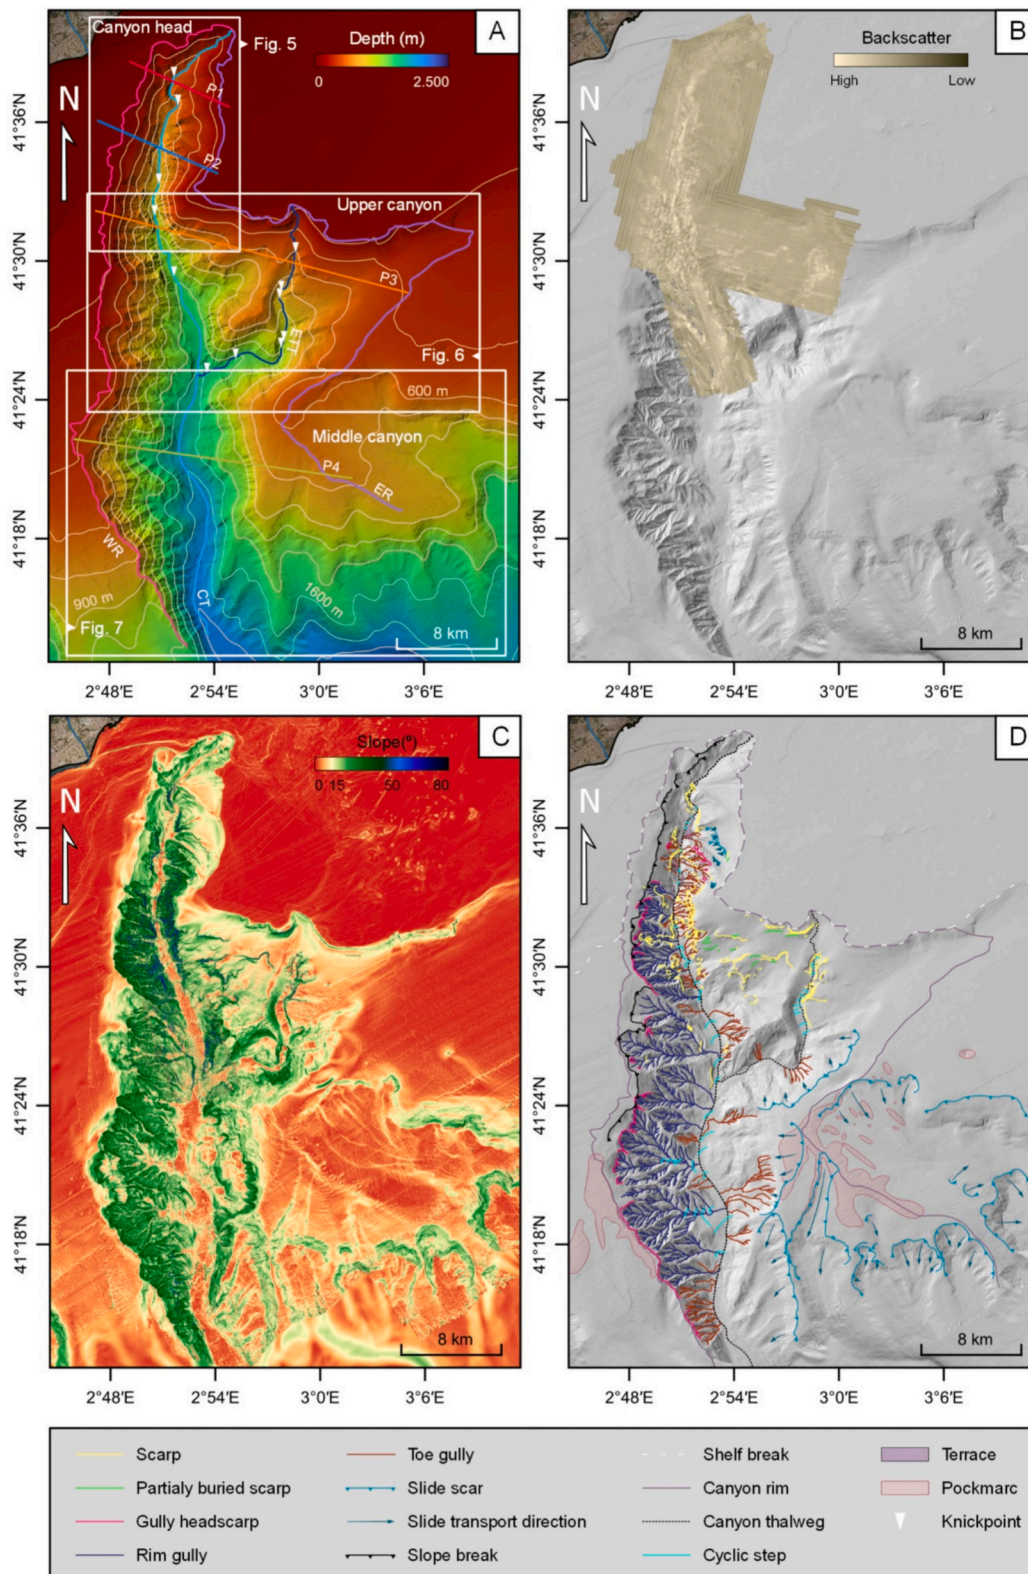 Canyon head
A
Fig. 5
Depth (m)
0
2.500
N
P1
P2
Upper canyon
P3
ETT
Fig. 6
600 m
Middle canyon
P4
ER
WR
CT
900 m
1600 m
Fig. 7
8 km
41°36'N
41°30'N
41°24'N
41°18'N
2°48'E
2°54'E
3°0'E
3°6'E
B
Backscatter
High
Low
N
8 km
41°36'N
41°30'N
41°24'N
41°18'N
2°48'E
2°54'E
3°0'E
3°6'E
C
Slope(º)
0 15 50 80
N
8 km
41°36'N
41°30'N
41°24'N
41°18'N
2°48'E
2°54'E
3°0'E
3°6'E
D
N
8 km
41°36'N
41°30'N
41°24'N
41°18'N
2°48'E
2°54'E
3°0'E
3°6'E
Scarp
Partialy buried scarp
Gully headscarp
Rim gully
Toe gully
Slide scar
Slide transport direction
Slope break
Shelf break
Canyon rim
Canyon thalweg
Cyclic step
Terrace
Pockmarc
Knickpoint